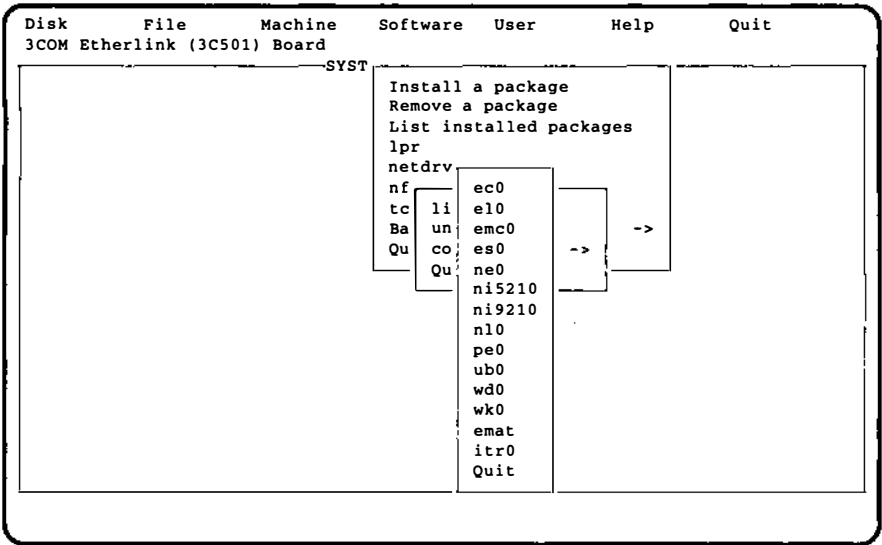 Disk File Machine Software User Help Quit
3COM Etherlink (3C501) Board
SYST
Install a package
Remove a package
List installed packages
lpr
netdrv
nf
tc
Ba ->
Qu
li
un
co ->
Qu
ec0
el0
emc0
es0
ne0
ni5210
ni9210
nl0
pe0
ub0
wd0
wk0
emat
itr0
Quit